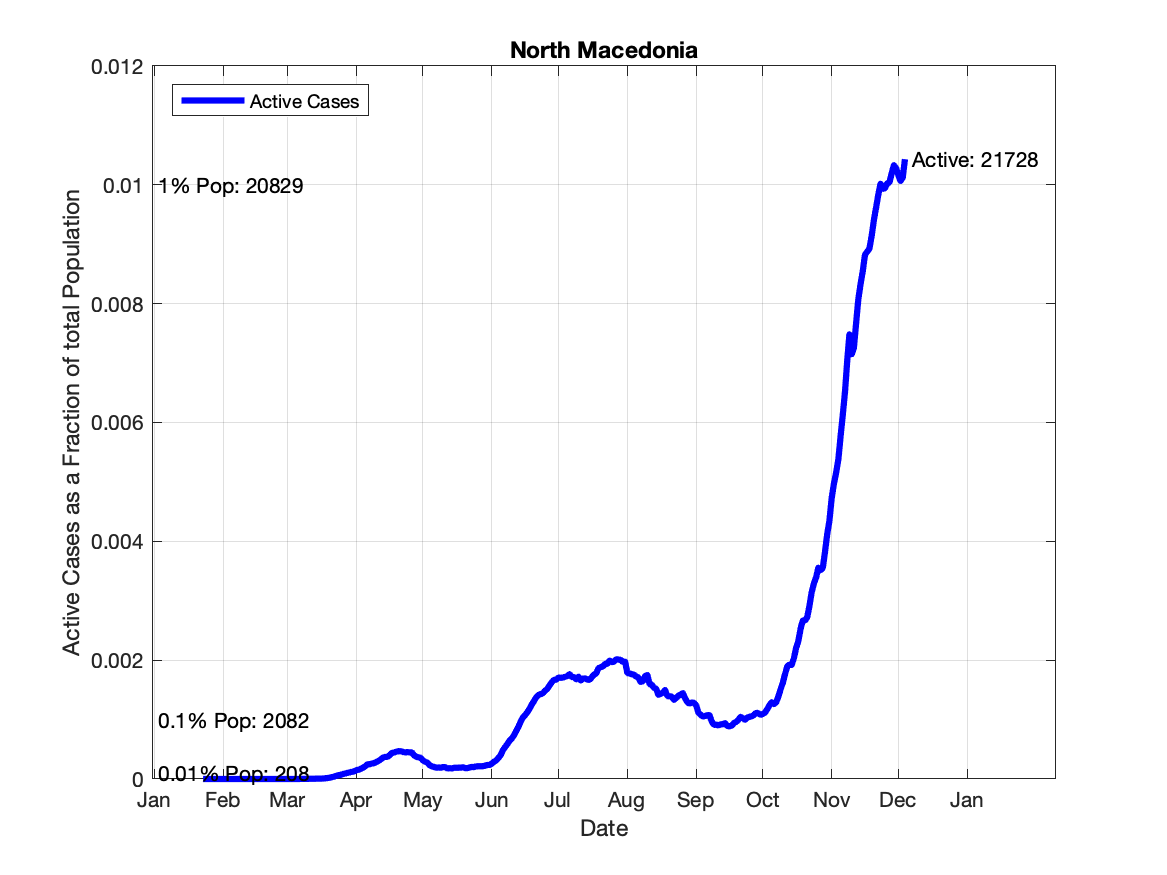 North Macedonia
0.012
Active Cases
Active: 21728
0.01
1% Pop: 20829
Active Cases as a Fraction of total Population
0.008
0.006
0.004
0.002
0.1% Pop: 2082
0.01% Pop: 208
0
Jan Feb Mar Apr May Jun Jul Aug Sep Oct Nov Dec Jan
Date